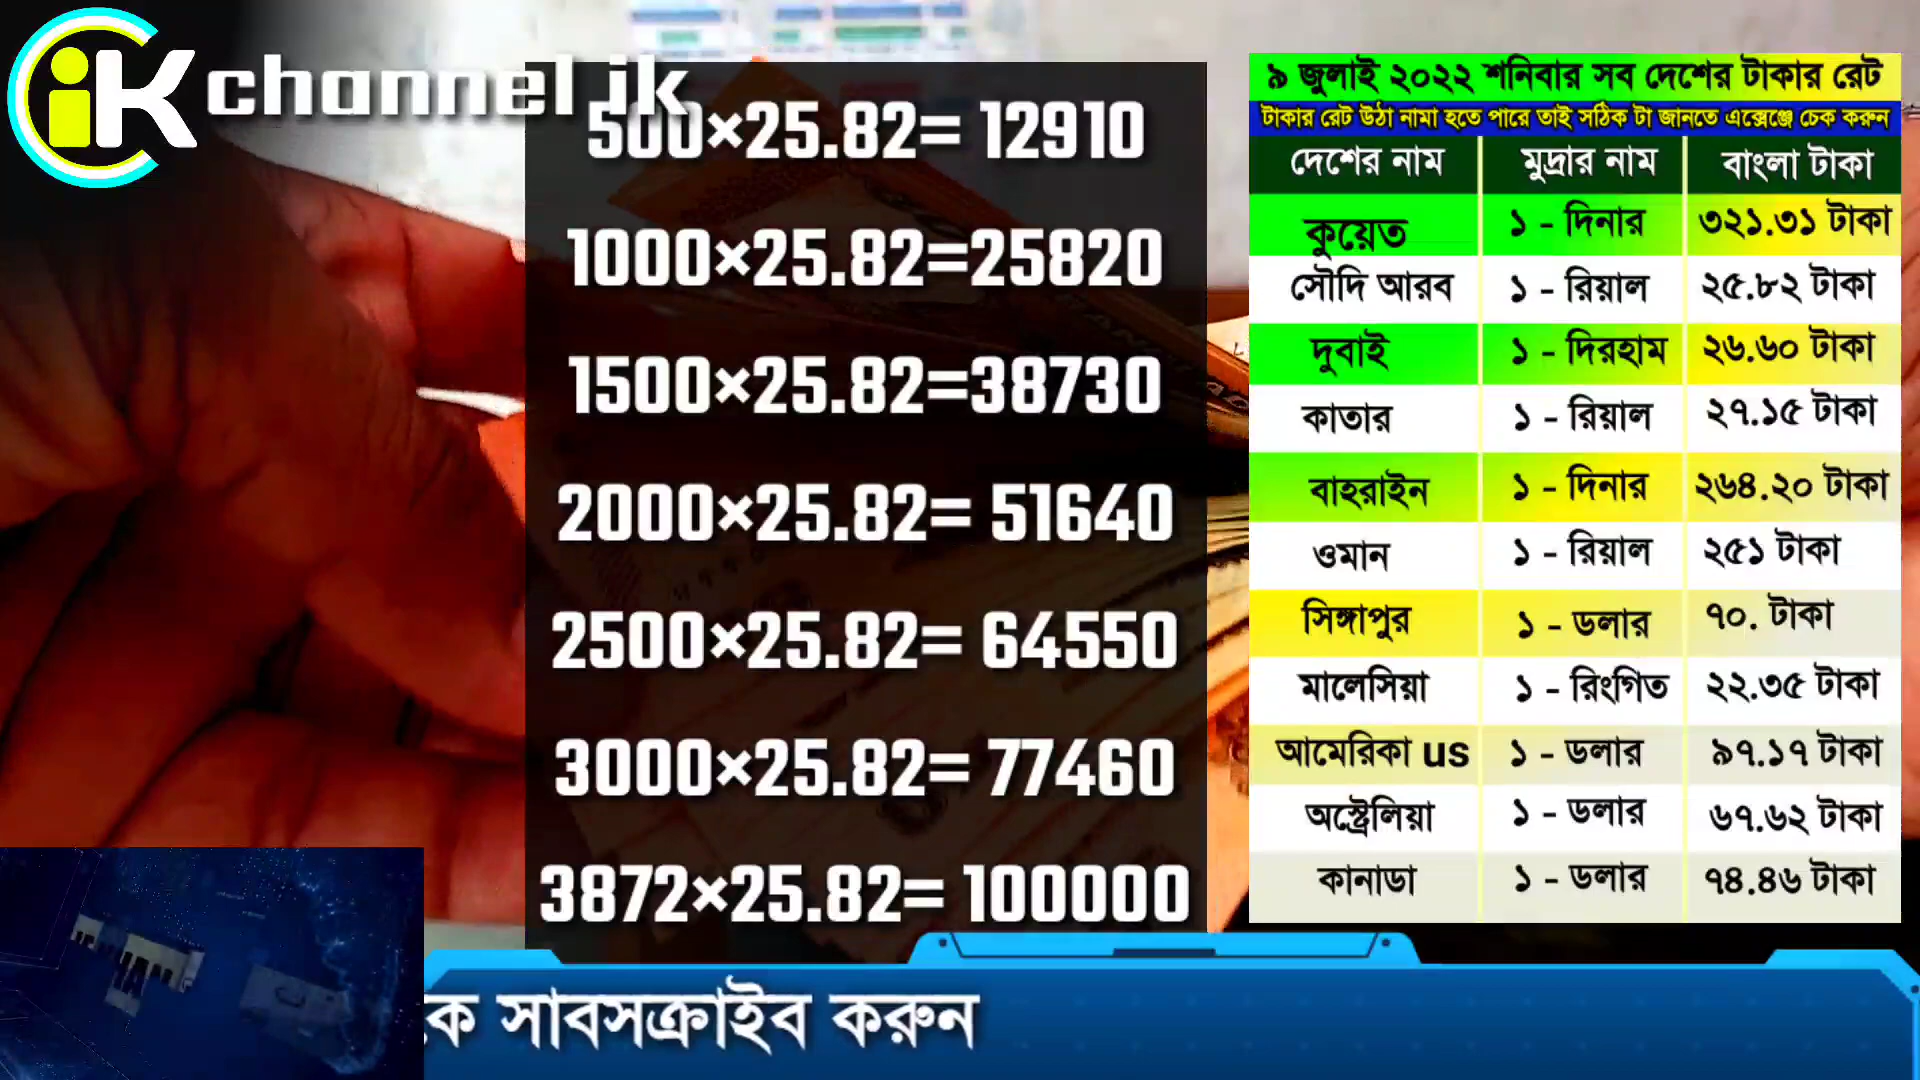 iK channel ik
500×25.82= 12910
1000×25.82=25820
1500×25.82=38730
2000×25.82= 51640
2500×25.82= 64550
3000×25.82= 77460
3872×25.82= 100000
৯ জুলাই ২০২২ শনিবার সব দেশের টাকার রেট
টাকার রেট উঠা নামা হতে পারে তাই সঠিক টা জানতে এক্সেঞ্জে চেক করুন
দেশের নাম মুদ্রার নাম বাংলা টাকা
কুয়েত ১ - দিনার ৩২১.৩১ টাকা
সৌদি আরব ১ - রিয়াল ২৫.৮২ টাকা
দুবাই ১ - দিরহাম ২৬.৬০ টাকা
কাতার ১ - রিয়াল ২৭.১৫ টাকা
বাহরাইন ১ - দিনার ২৬৪.২০ টাকা
ওমান ১ - রিয়াল ২৫১ টাকা
সিঙ্গাপুর ১ - ডলার ৭০. টাকা
মালেসিয়া ১ - রিংগিত ২২.৩৫ টাকা
আমেরিকা us ১ - ডলার ৯৭.১৭ টাকা
অস্ট্রেলিয়া ১ - ডলার ৬৭.৬২ টাকা
কানাডা ১ - ডলার ৭৪.৪৬ টাকা
কে সাবসক্রাইব করুন